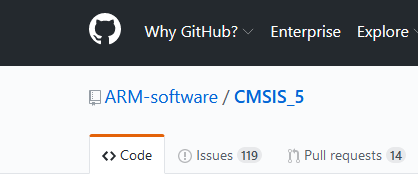 Why GitHub? Enterprise Explore
ARM-software / CMSIS_5
Code Issues 119 Pull requests 14